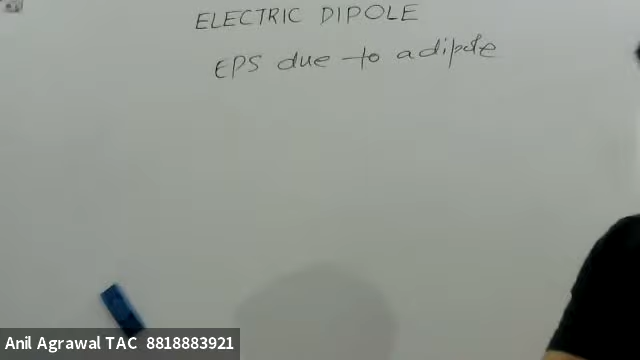 ELECTRIC DIPOLE
EPS due to a dipole
Anil Agrawal TAC 8818883921